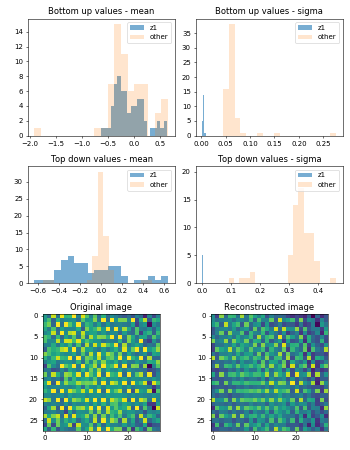 Bottom up values - mean
Bottom up values - sigma
z1
other
z1
other
14
12
10
8
6
4
2
0
−2.0 −1.5 −1.0 −0.5 0.0 0.5
35
30
25
20
15
10
5
0
0.00 0.05 0.10 0.15 0.20 0.25
Top down values - mean
Top down values - sigma
z1
other
z1
other
30
25
20
15
10
5
0
−0.6 −0.4 −0.2 0.0 0.2 0.4 0.6
20
15
10
5
0
0.0 0.1 0.2 0.3 0.4
Original image
Reconstructed image
0
5
10
15
20
25
0 10 20
0
5
10
15
20
25
0 10 20